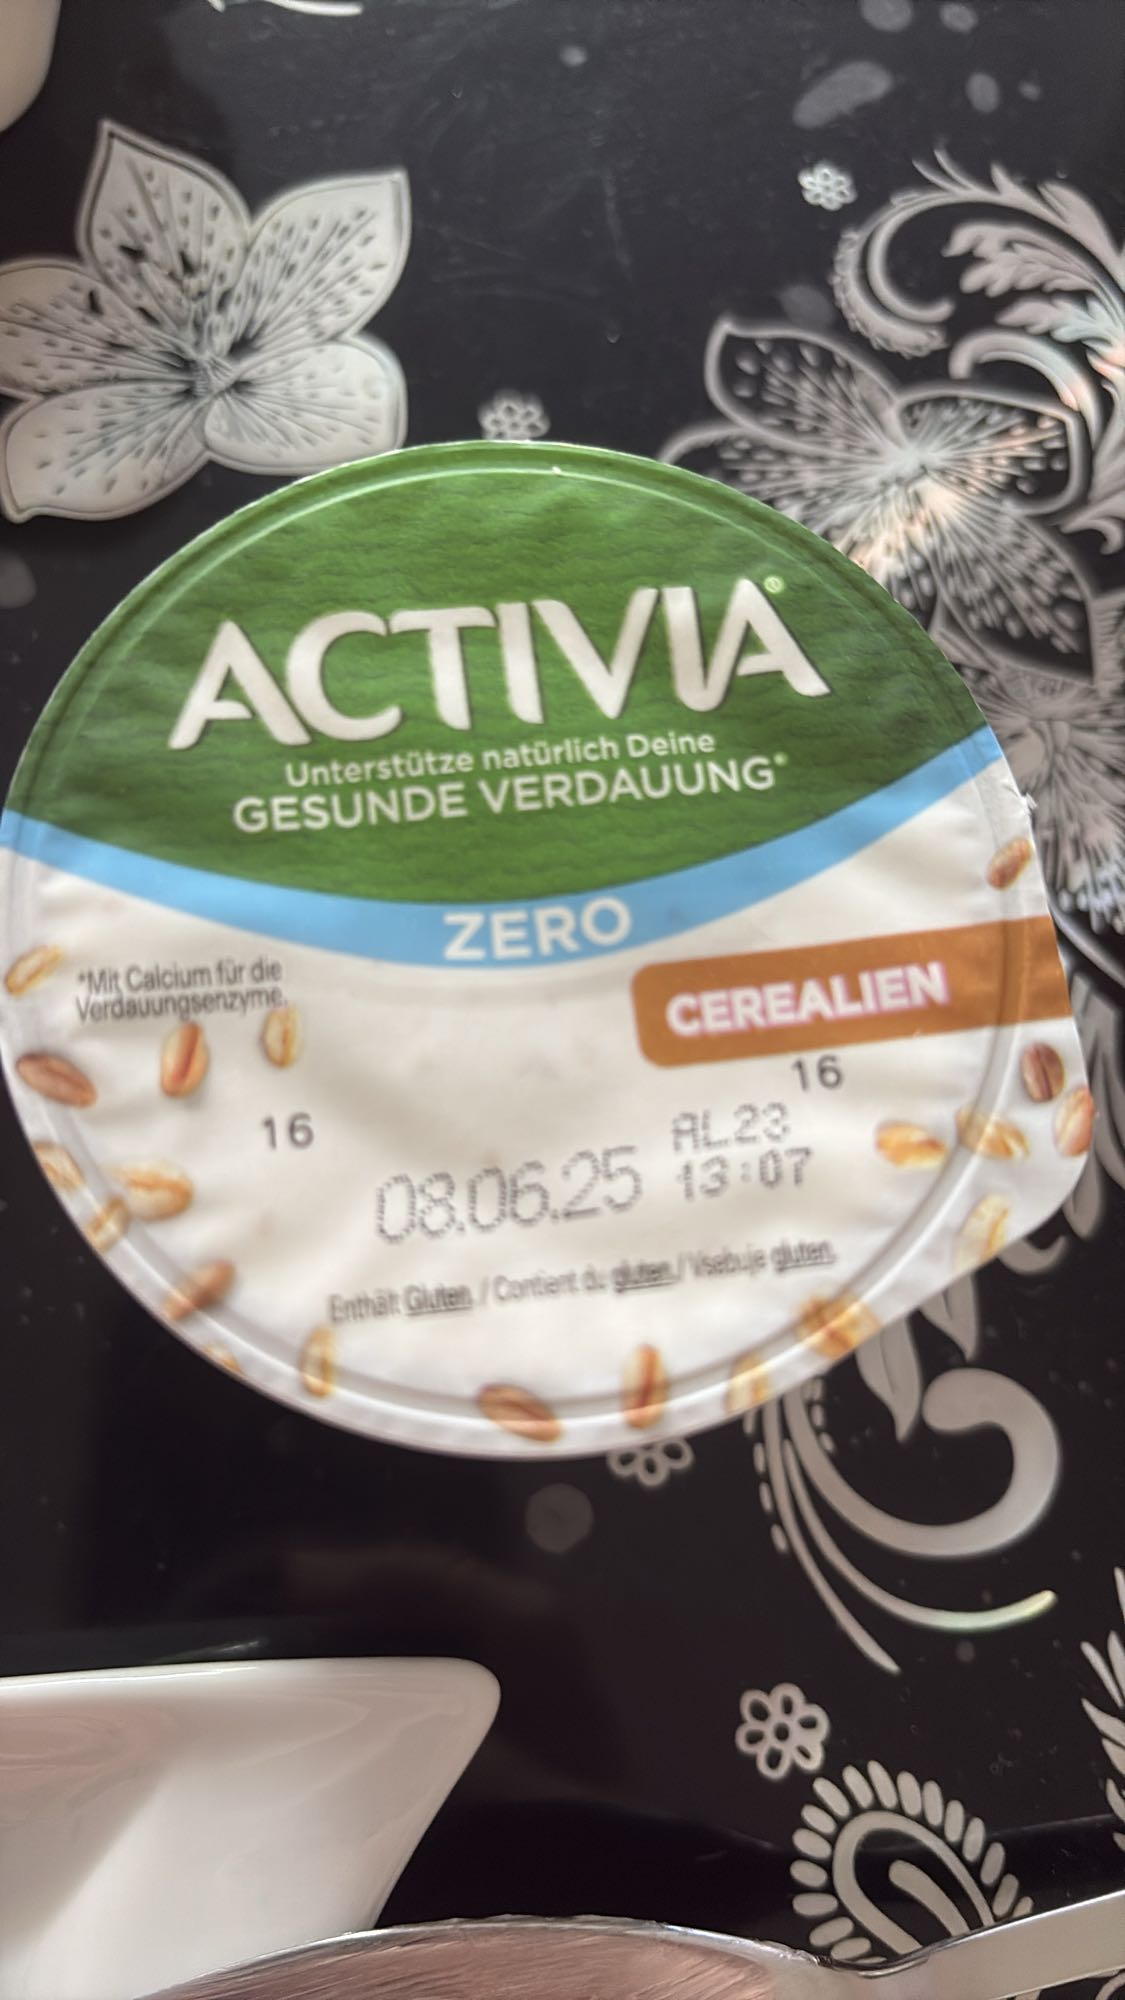 ACTIVIA®
Unterstütze natürlich Deine
GESUNDE VERDAUUNG*
ZERO
*Mit Calcium für die
Verdauungsenzyme.
CEREALIEN
16
16
AL23
08.06.25 13:07
Enthält Gluten. / Contient du gluten. / Vsebuje gluten.